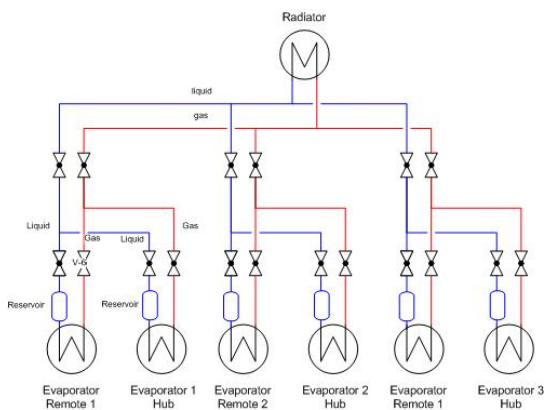 Radiator
liquid
gas
Liquid
Gas
Liquid
Gas
V-6
Reservoir
Reservoir
Evaporator
Remote 1
Evaporator 1
Hub
Evaporator
Remote 2
Evaporator 2
Hub
Evaporator
Remote 1
Evaporator 3
Hub